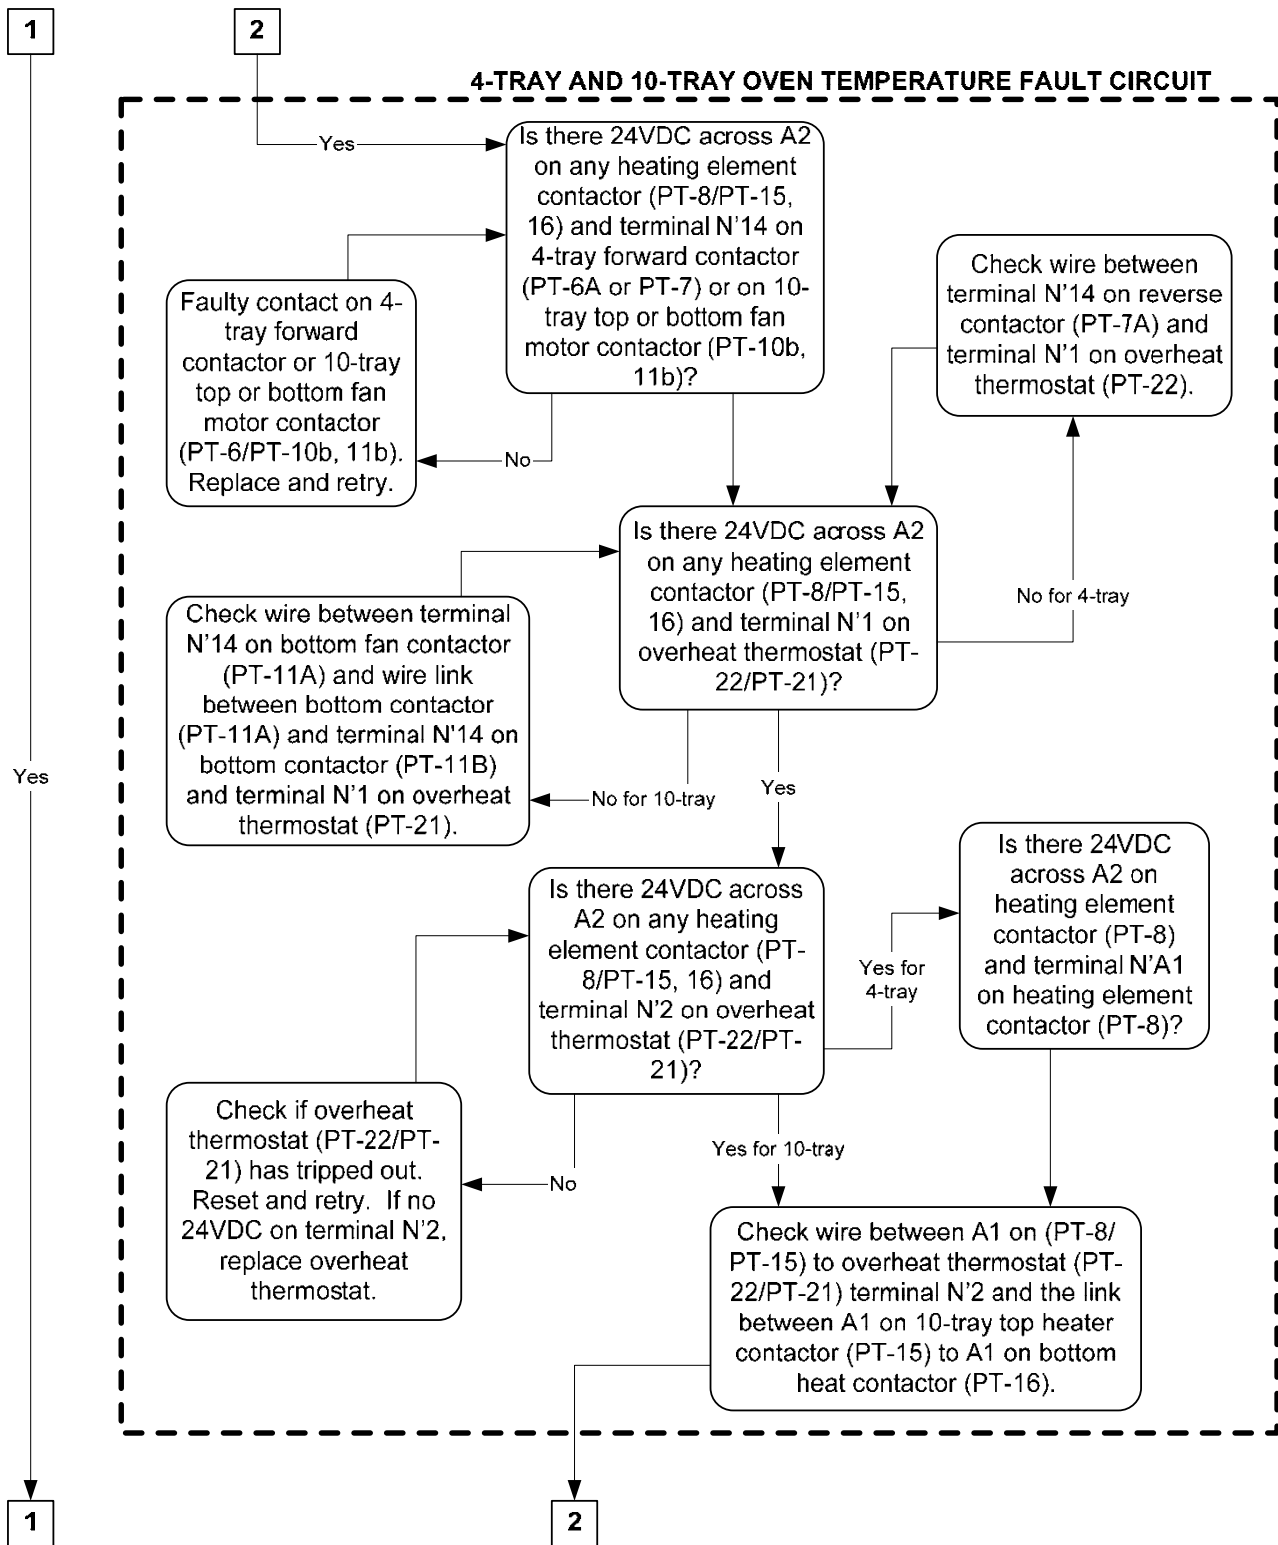 1
2
4-TRAY AND 10-TRAY OVEN TEMPERATURE FAULT CIRCUIT
Yes
Is there 24VDC across A2
on any heating element
contactor (PT-8/PT-15,
16) and terminal N'14 on
4-tray forward contactor
(PT-6A or PT-7) or on 10-
tray top or bottom fan
motor contactor (PT-10b,
11b)?
Faulty contact on 4-
tray forward
contactor or 10-tray
top or bottom fan
motor contactor
(PT-6/PT-10b, 11b).
Replace and retry.
No
Check wire between
terminal N'14 on reverse
contactor (PT-7A) and
terminal N'1 on overheat
thermostat (PT-22).
Is there 24VDC across A2
on any heating element
contactor (PT-8/PT-15,
16) and terminal N'1 on
overheat thermostat (PT-
22/PT-21)?
No for 4-tray
Check wire between terminal
N'14 on bottom fan contactor
(PT-11A) and wire link
between bottom contactor
(PT-11A) and terminal N'14 on
bottom contactor (PT-11B)
and terminal N'1 on overheat
thermostat (PT-21).
No for 10-tray
Yes
Yes
Is there 24VDC across
A2 on any heating
element contactor (PT-
8/PT-15, 16) and
terminal N'2 on overheat
thermostat (PT-22/PT-
21)?
Yes for
4-tray
Is there 24VDC
across A2 on
heating element
contactor (PT-8)
and terminal N'A1
on heating element
contactor (PT-8)?
Check if overheat
thermostat (PT-22/PT-
21) has tripped out.
Reset and retry.  If no
24VDC on terminal N'2,
replace overheat
thermostat.
No
Yes for 10-tray
Check wire between A1 on (PT-8/
PT-15) to overheat thermostat (PT-
22/PT-21) terminal N'2 and the link
between A1 on 10-tray top heater
contactor (PT-15) to A1 on bottom
heat contactor (PT-16).
1
2